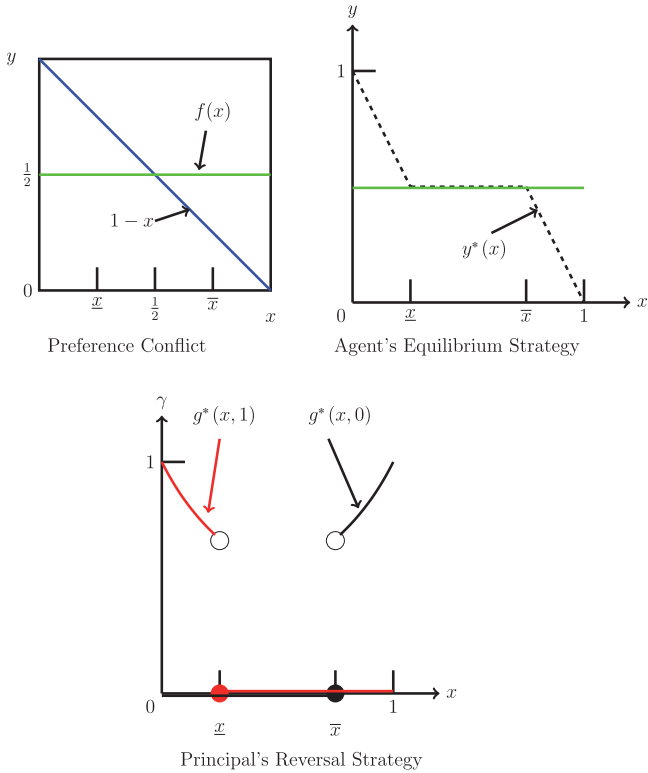 y
f(x)
1/2
1 − x
0
x̲
1/2
x̅
x
Preference Conflict
y
1
y*(x)
0
x̲
x̅
1
x
Agent's Equilibrium Strategy
γ
g*(x, 1)
g*(x, 0)
1
0
x̲
x̅
1
x
Principal's Reversal Strategy